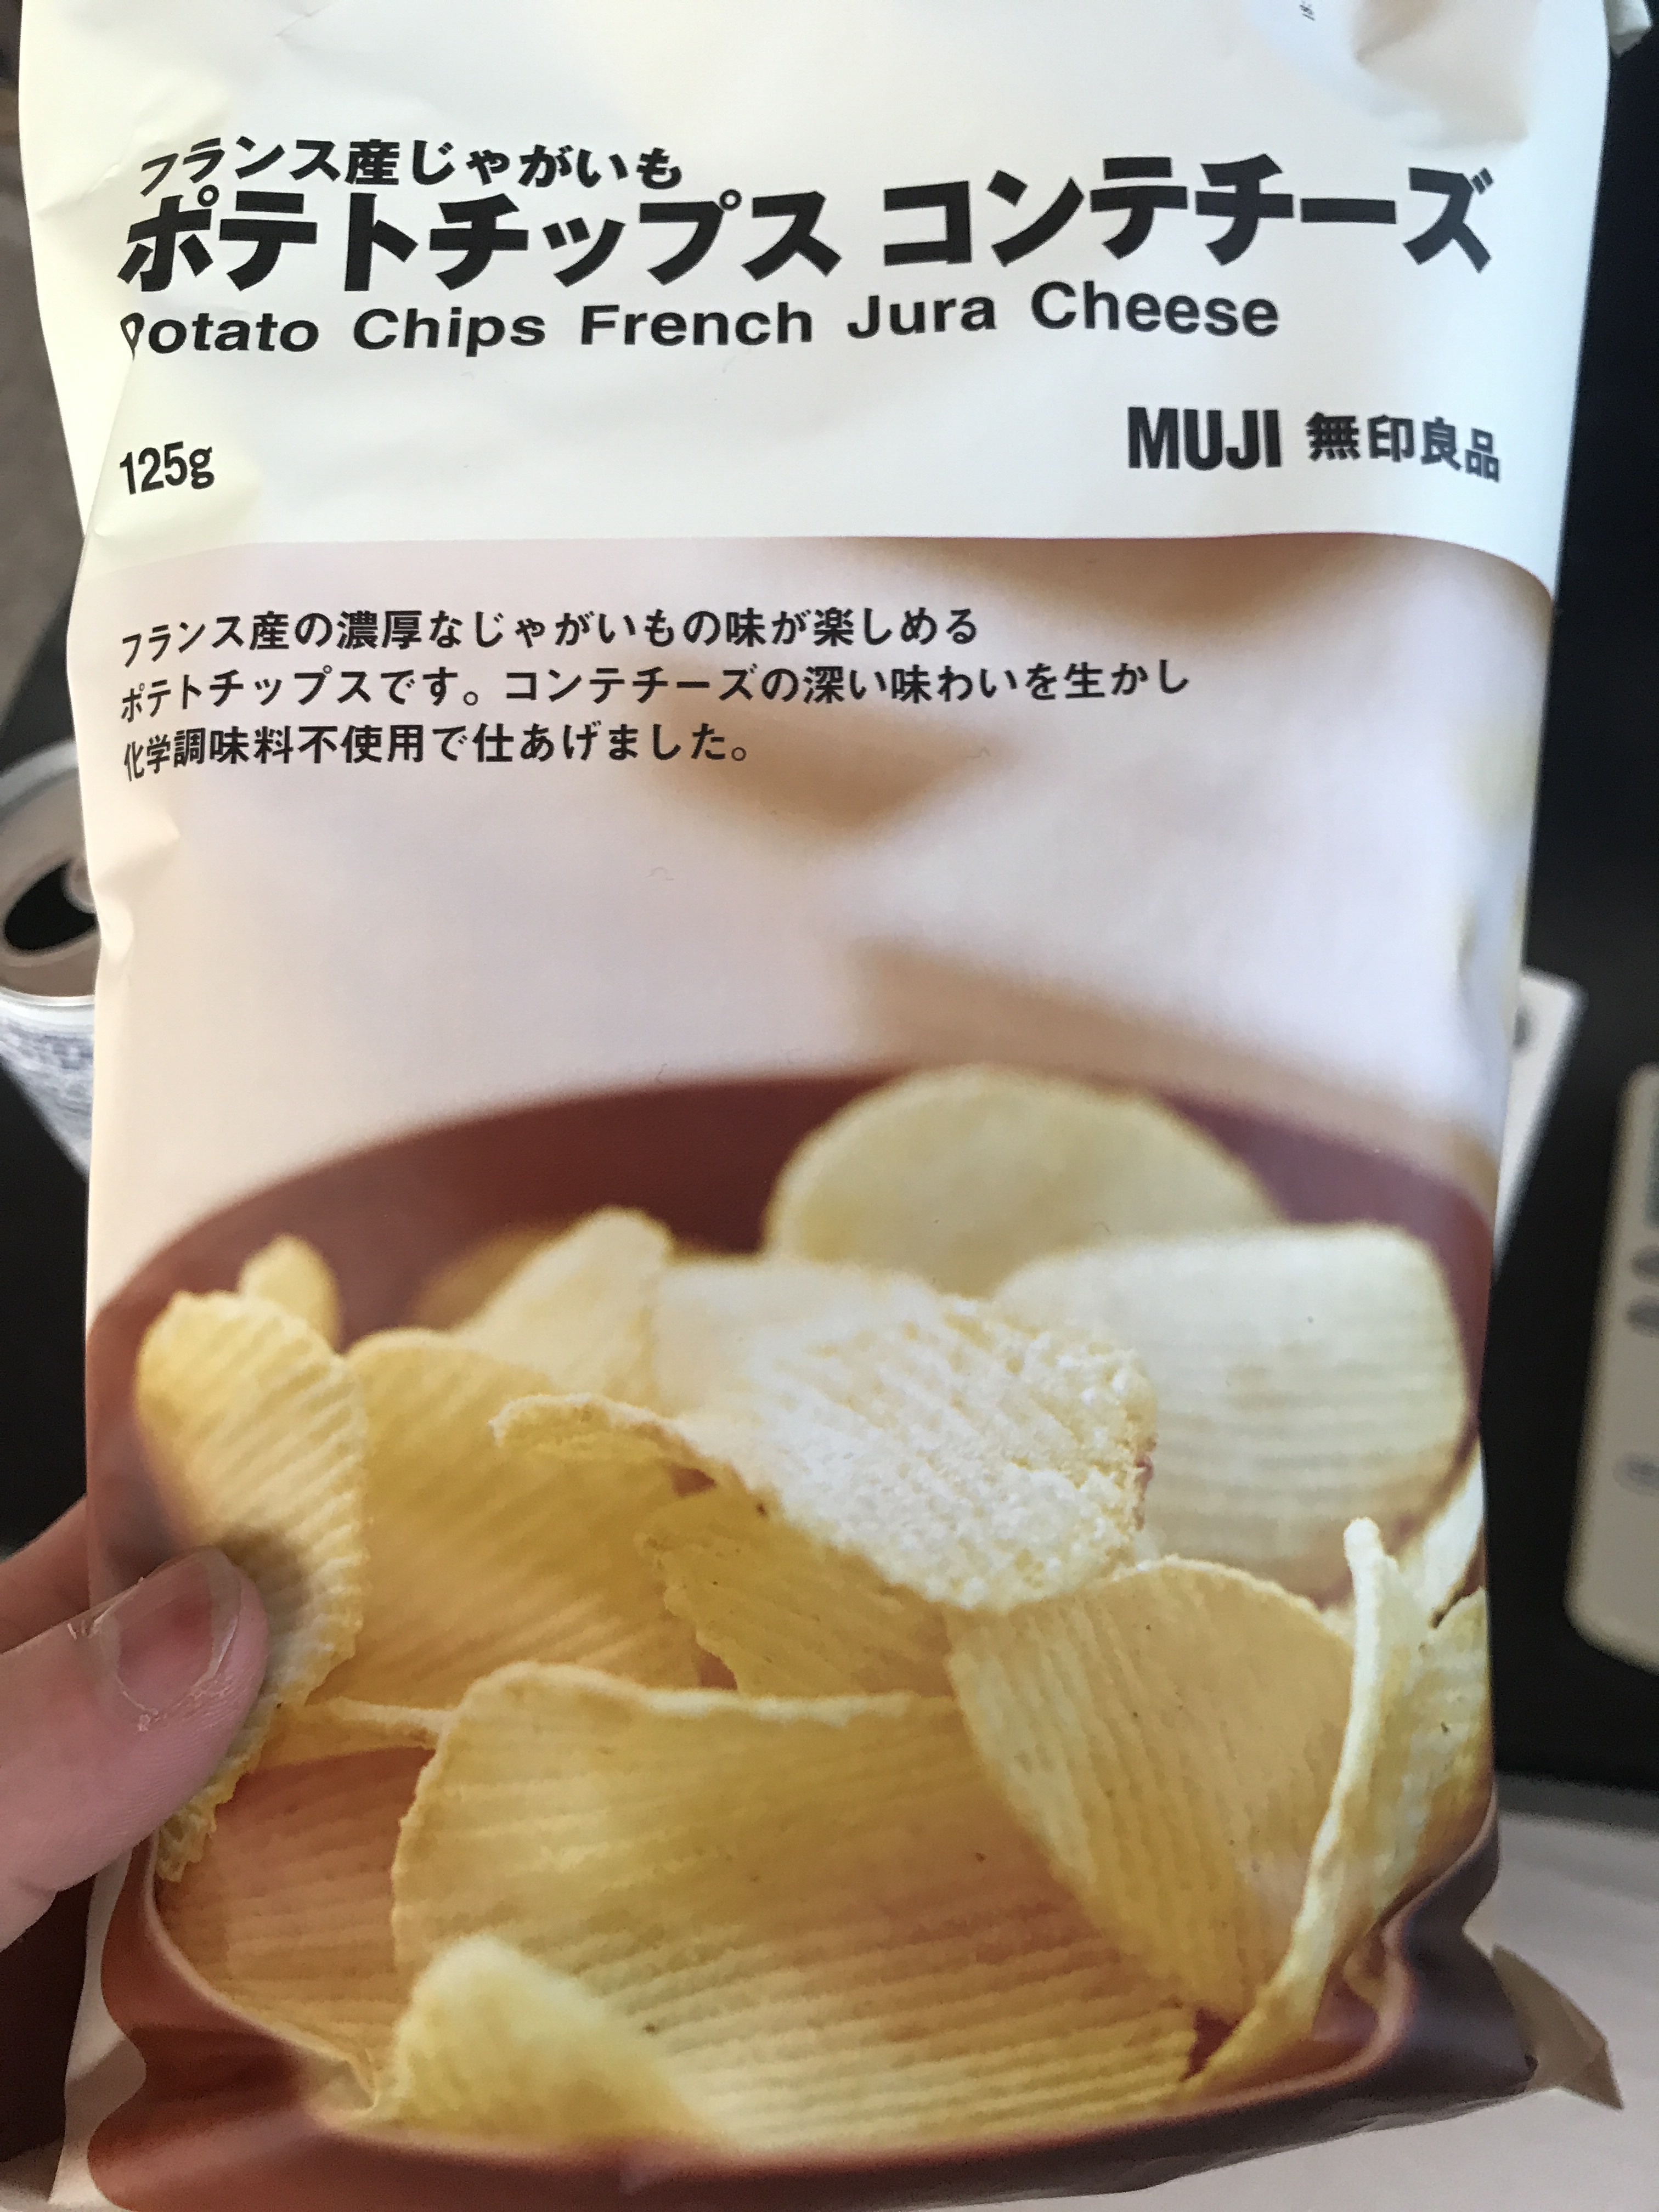 フランス産じゃがいも
ポテトチップス コンテチーズ
Potato Chips French Jura Cheese
125g
MUJI 無印良品
フランス産の濃厚なじゃがいもの味が楽しめる
ポテトチップスです。コンテチーズの深い味わいを生かし
化学調味料不使用で仕あげました。